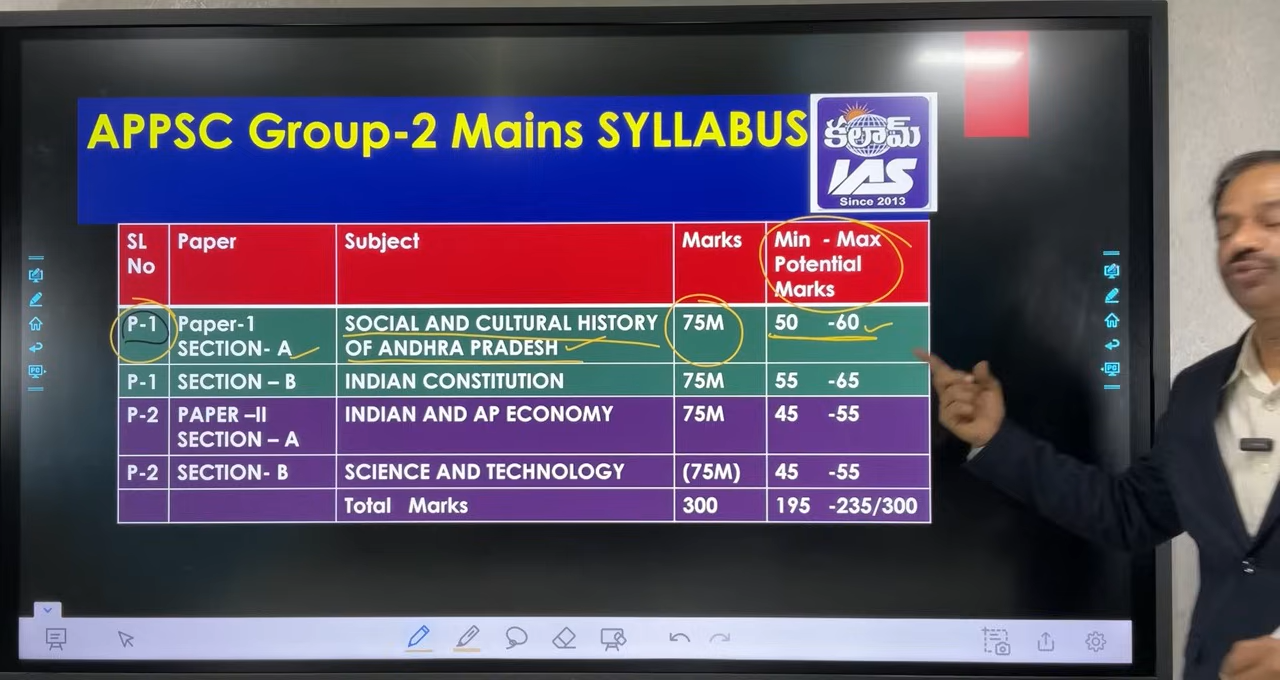 APPSC Group-2 Mains SYLLABUS
కలామ్
IAS
Since 2013
SL No Paper Subject Marks Min - Max Potential Marks
P-1 Paper-1 SECTION- A SOCIAL AND CULTURAL HISTORY OF ANDHRA PRADESH 75M 50 -60
P-1 SECTION – B INDIAN CONSTITUTION 75M 55 -65
P-2 PAPER –II SECTION – A INDIAN AND AP ECONOMY 75M 45 -55
P-2 SECTION- B SCIENCE AND TECHNOLOGY (75M) 45 -55
Total Marks 300 195 -235/300